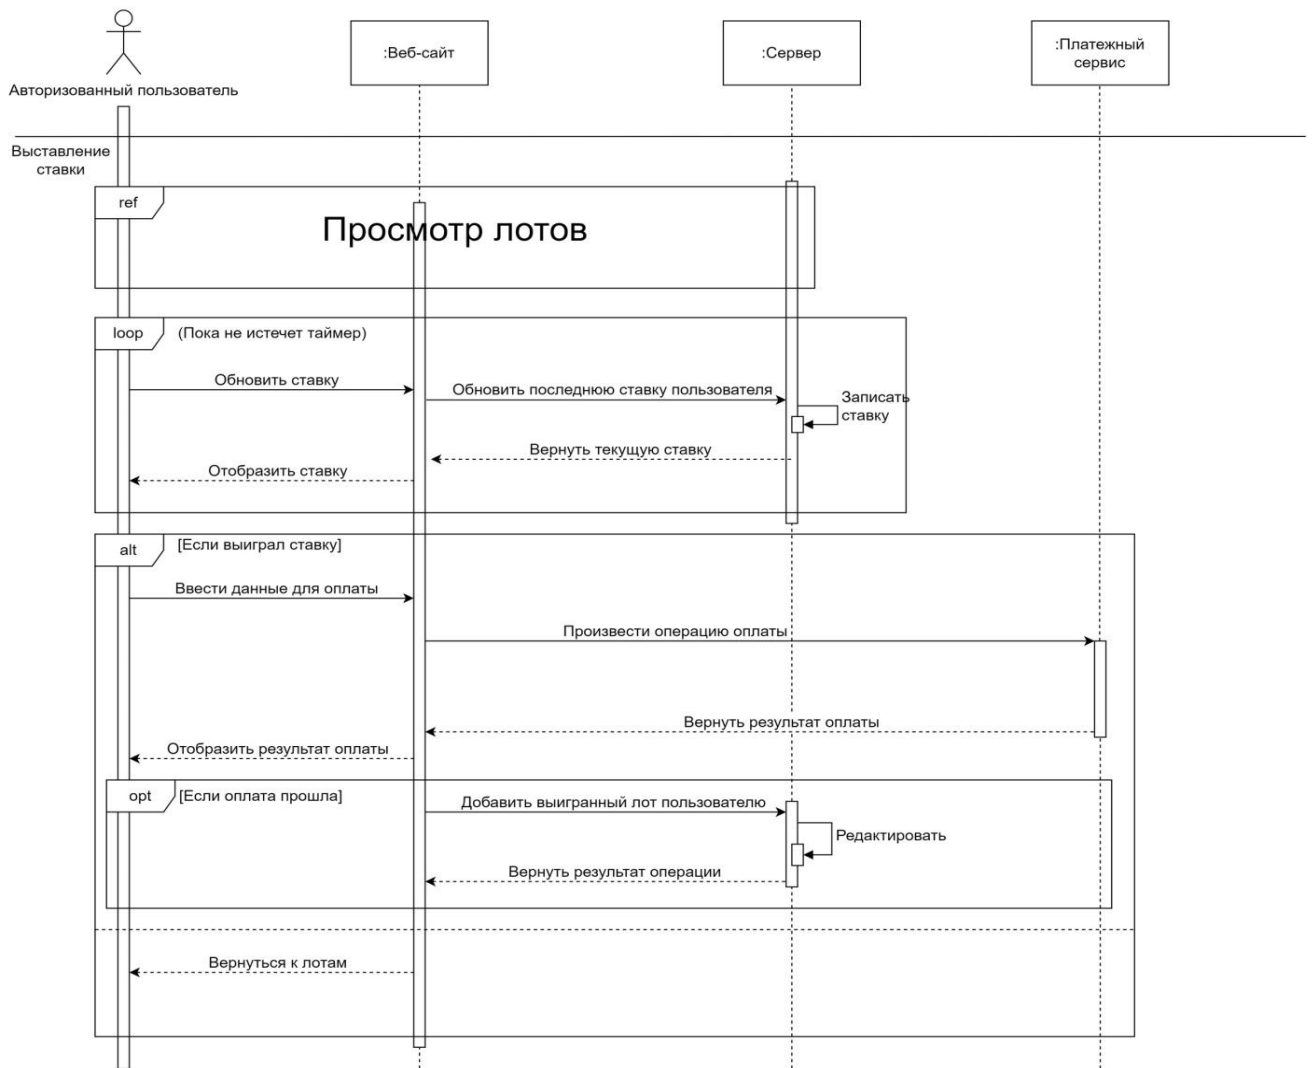 :Веб-сайт
:Сервер
:Платежный
сервис
Авторизованный пользователь
Выставление
ставки
ref
Просмотр лотов
loop
(Пока не истечет таймер)
Обновить ставку
Обновить последнюю ставку пользователя
Записать
ставку
Вернуть текущую ставку
Отобразить ставку
alt
[Если выиграл ставку]
Ввести данные для оплаты
Произвести операцию оплаты
Вернуть результат оплаты
Отобразить результат оплаты
opt
[Если оплата прошла]
Добавить выигранный лот пользователю
Редактировать
Вернуть результат операции
Вернуться к лотам